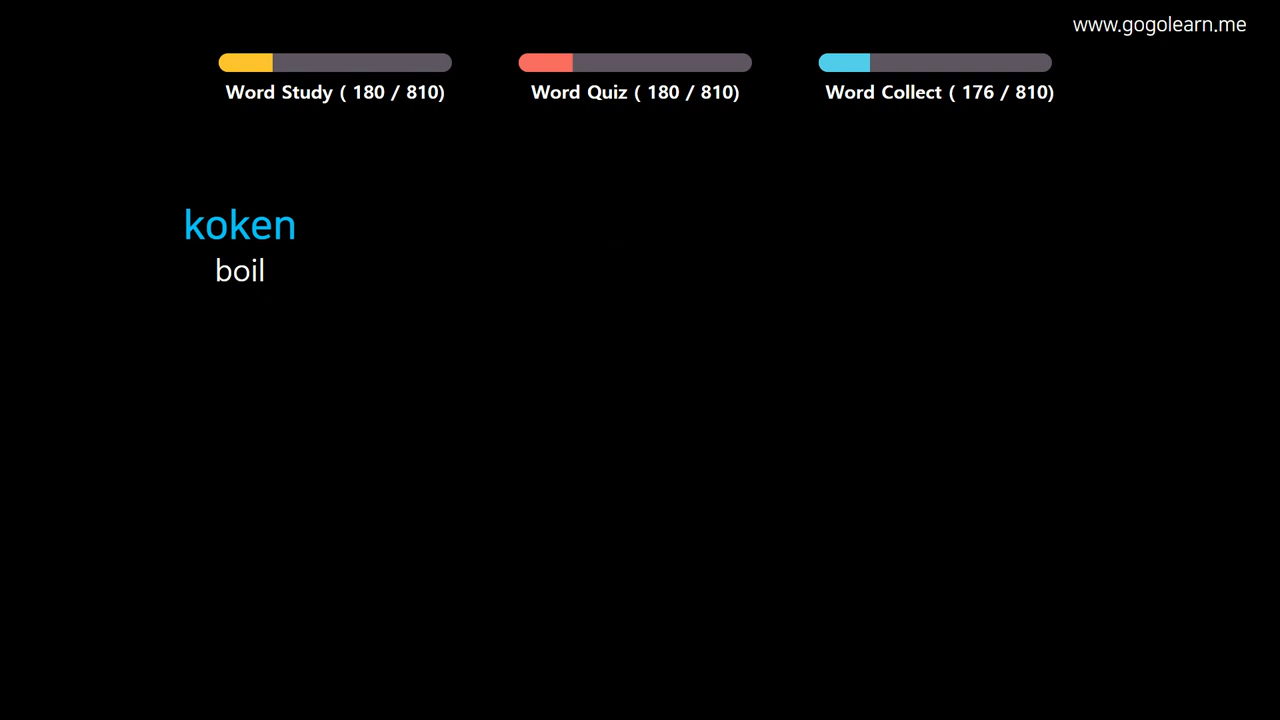 www.gogolearn.me
Word Study ( 180 / 810)
Word Quiz ( 180 / 810)
Word Collect ( 176 / 810)
koken
boil